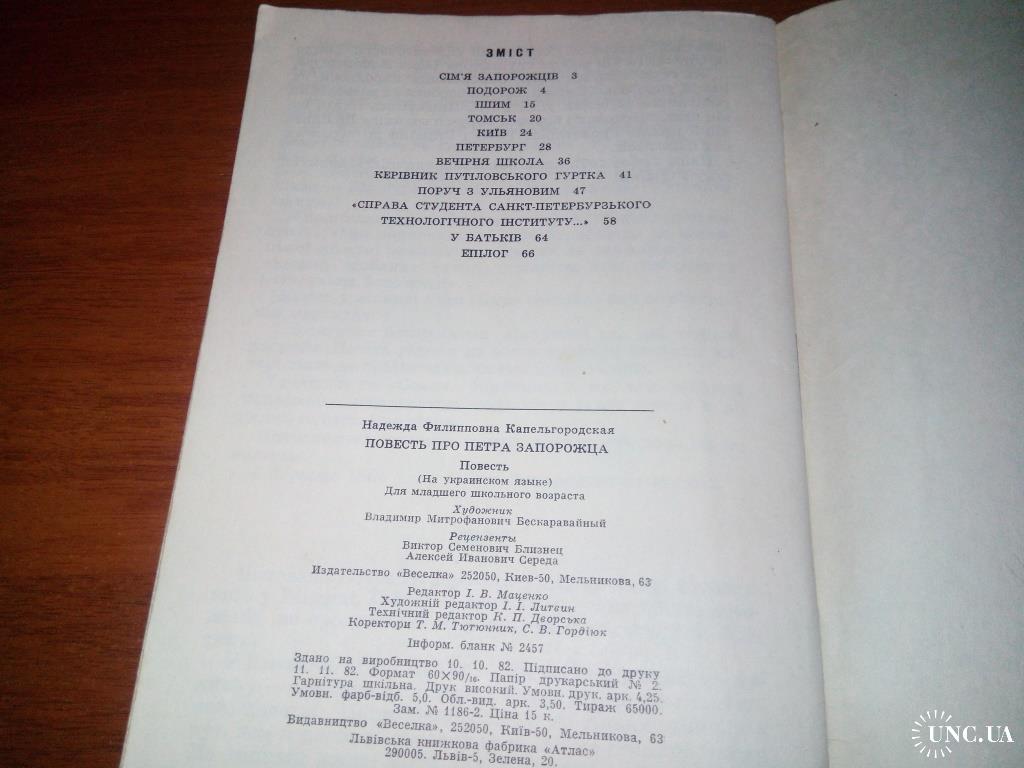 ЗМІСТ
СІМ'Я ЗАПОРОЖЦІВ 3
ПОДОРОЖ 4
ІШИМ 15
ТОМСЬК 20
КИЇВ 24
ПЕТЕРБУРГ 28
ВЕЧІРНЯ ШКОЛА 36
КЕРІВНИК ПУТІЛОВСЬКОГО ГУРТКА 41
ПОРУЧ З УЛЬЯНОВИМ 47
«СПРАВА СТУДЕНТА САНКТ-ПЕТЕРБУРЗЬКОГО
ТЕХНОЛОГІЧНОГО ІНСТИТУТУ...» 58
У БАТЬКІВ 64
ЕПІЛОГ 66
Надежда Филипповна Капельгородская
ПОВЕСТЬ ПРО ПЕТРА ЗАПОРОЖЦА
Повесть
(На украинском языке)
Для младшего школьного возраста
Художник
Владимир Митрофанович Бескаравайный
Рецензенты
Виктор Семенович Близнец
Алексей Иванович Середа
Издательство «Веселка» 252050, Киев-50, Мельникова, 63
Редактор І. В. Маценко
Художній редактор І. І. Литвин
Технічний редактор К. П. Дворська
Коректори Т. М. Тютюнник, С. В. Гордіюк
Інформ. бланк № 2457
Здано на виробництво 10. 10. 82. Підписано до друку
11. 11. 82. Формат 60×90/16. Папір друкарський № 2.
Гарнітура шкільна. Друк високий. Умовн. друк. арк. 4,25.
Умовн. фарб-відб. 5,0. Обл.-вид. арк. 3,50. Тираж 65000.
Зам. № 1186-2. Ціна 15 к.
Видавництво «Веселка», 252050, Київ-50, Мельникова, 63
Львівська книжкова фабрика «Атлас»
290005. Львів-5, Зелена, 20.
UNC.UA